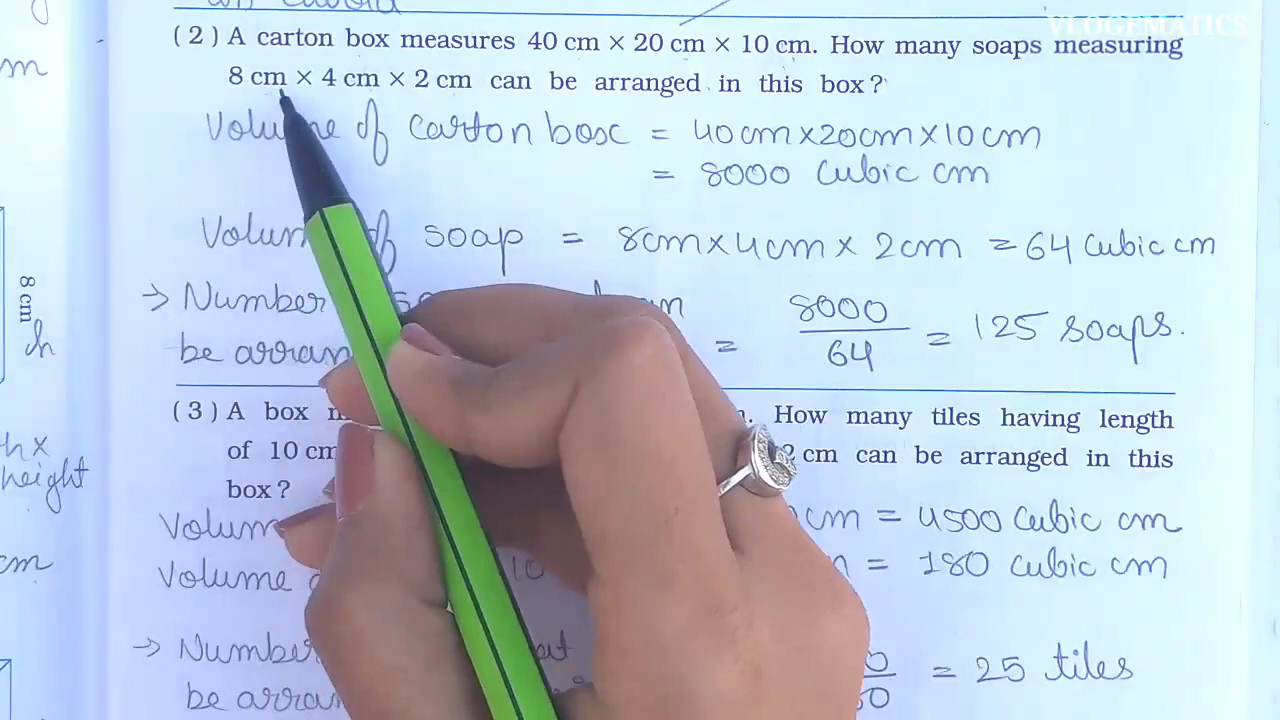 VLOGEMATICS
m
(2) A carton box measures 40 cm × 20 cm × 10 cm. How many soaps measuring
8 cm × 4 cm × 2 cm can be arranged in this box?
Volume of carton box = 40cm×20cm×10cm
= 8000 cubic cm
Volum of soap = 8cm×4cm×2cm = 64 cubic cm
8 cm
h
→ Number = 8000/64 = 125 soaps.
be arran
(3) A box How many tiles having length
of 10 cm 2 cm can be arranged in this
box?
h×
height
Volum cm = 4500 cubic cm
cm
Volume 10 = 180 cubic cm
→ Number = 25 tiles
be arran